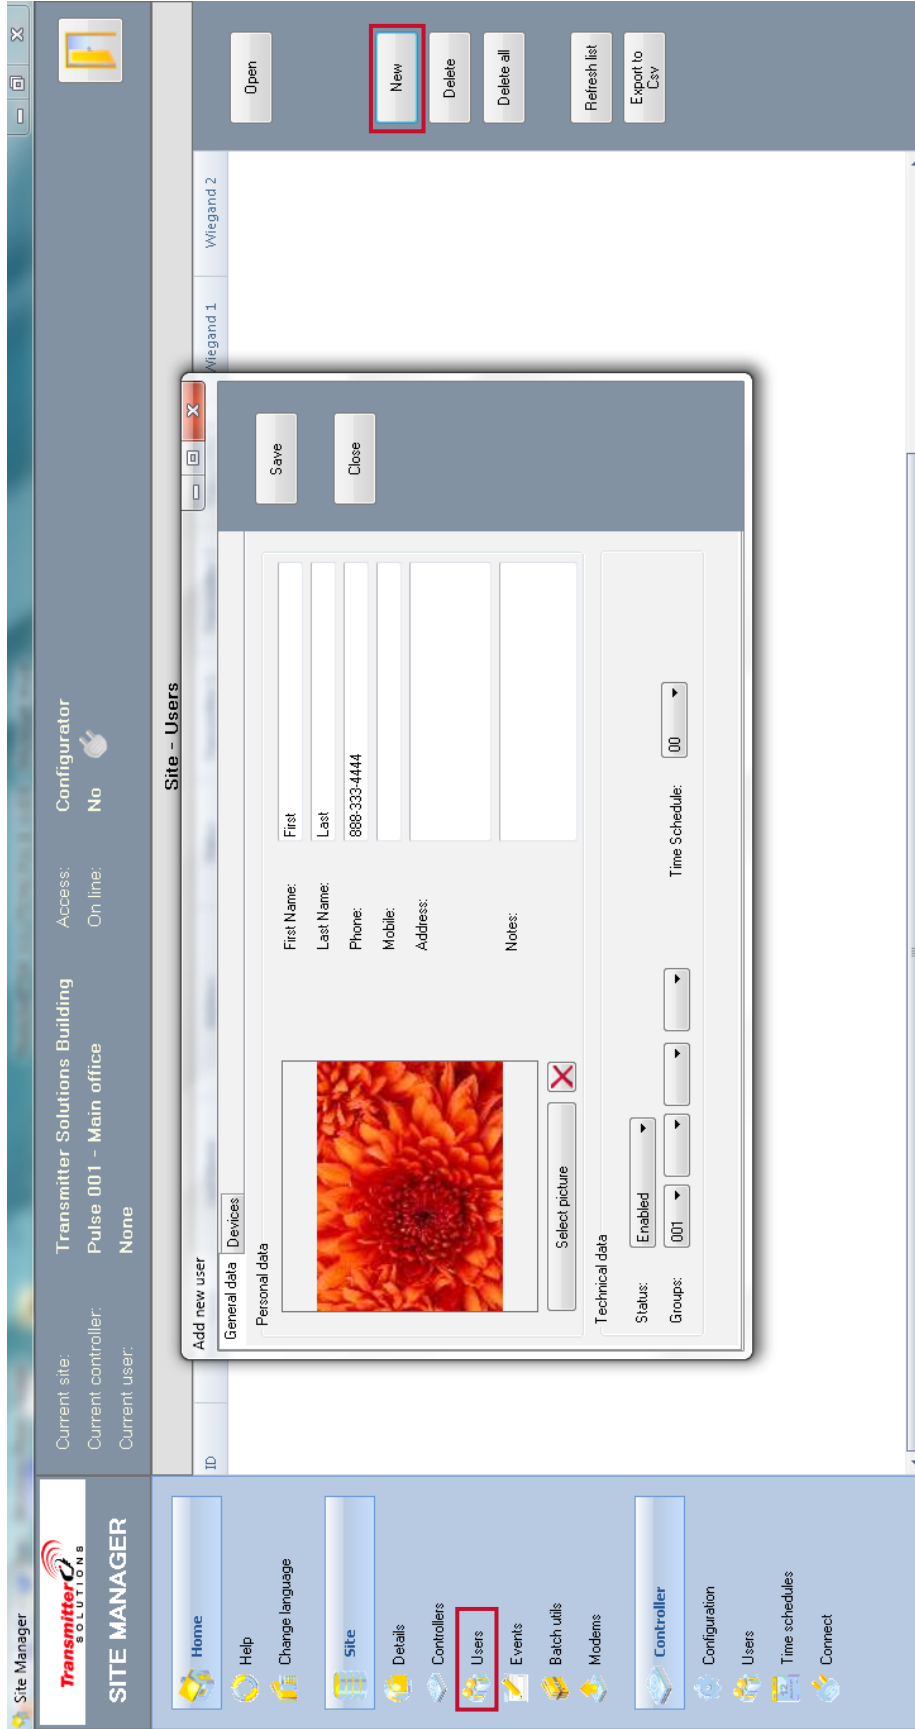 Site Manager
Transmitter
SOLUTIONS
SITE MANAGER
Current site: Transmitter Solutions Building Access: Configurator
Current controller: Pulse 001 - Main office On line: No
Current user: None
Home
Help
Change language
Site
Details
Controllers
Users
Events
Batch utils
Modems
Controller
Configuration
Users
Time schedules
Connect
Site - Users
ID Wiegand 1 Wiegand 2
Add new user
General data Devices
Personal data
First Name: First
Last Name: Last
Phone: 888-333-4444
Mobile:
Address:
Notes:
Select picture
Technical data
Status: Enabled
Groups: 001 Time Schedule: 00
Save
Close
Open
New
Delete
Delete all
Refresh list
Export to
Csv